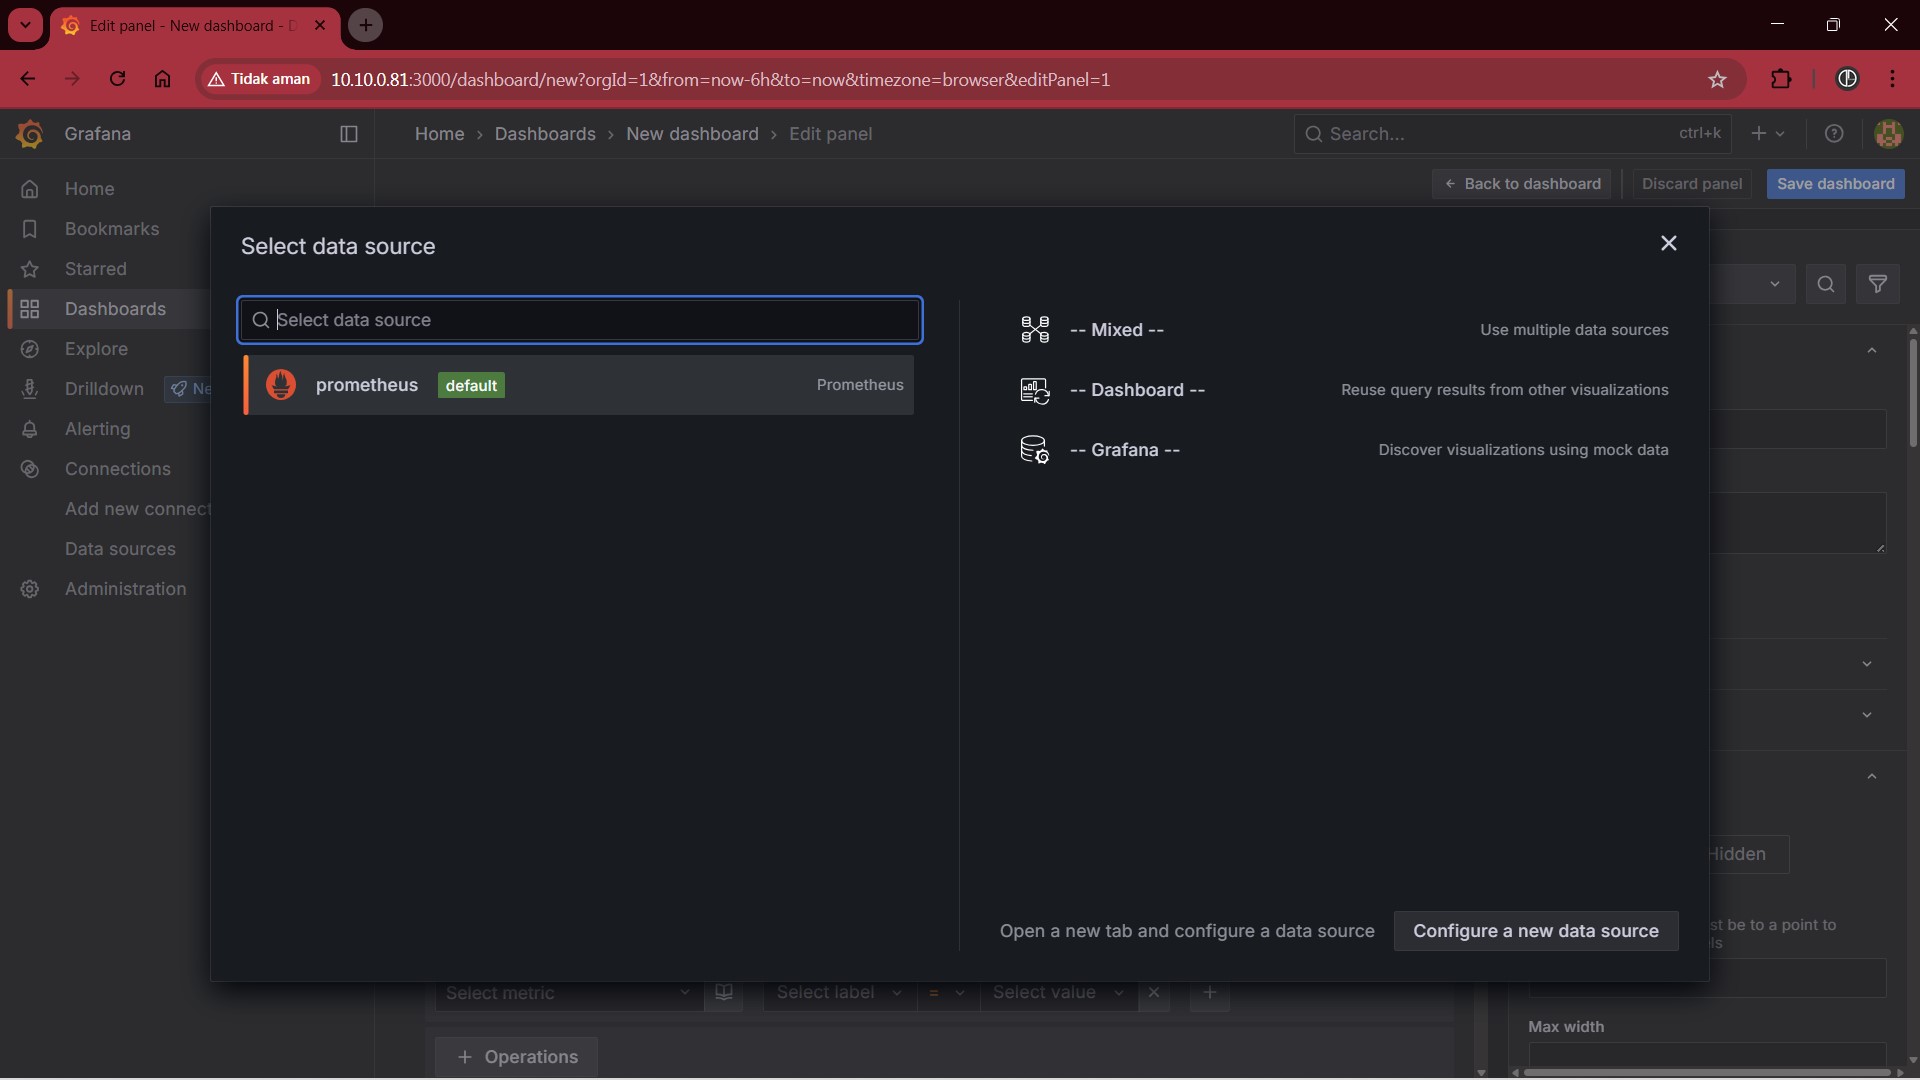 Edit panel - New dashboard - D
Tidak aman
10.10.0.81:3000/dashboard/new?orgId=1&from=now-6h&to=now&timezone=browser&editPanel=1
Grafana
Home › Dashboards › New dashboard › Edit panel
Search...
ctrl+k
Back to dashboard
Discard panel
Save dashboard
Home
Bookmarks
Starred
Dashboards
Explore
Drilldown
Ne
Alerting
Connections
Add new connect
Data sources
Administration
Select data source
Select data source
prometheus
default
Prometheus
-- Mixed --
Use multiple data sources
-- Dashboard --
Reuse query results from other visualizations
-- Grafana --
Discover visualizations using mock data
Open a new tab and configure a data source
Configure a new data source
Hidden
st be to a point to
ls
Select metric
Select label
=
Select value
Operations
Max width